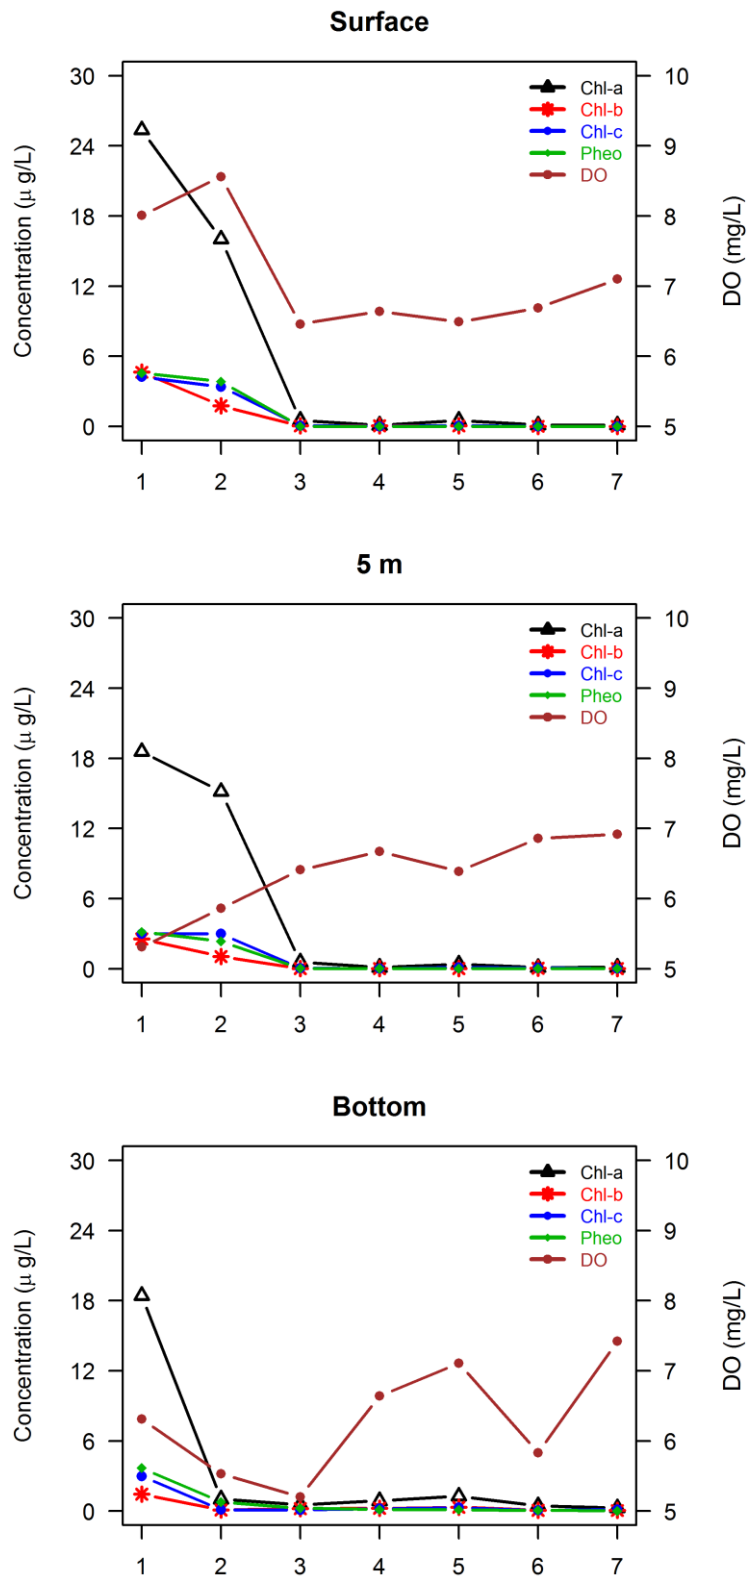 Surface
30
24
18
12
6
0
Concentration (μ g/L)
10
9
8
7
6
5
DO (mg/L)
Chl-a
Chl-b
Chl-c
Pheo
DO
1 2 3 4 5 6 7
5 m
30
24
18
12
6
0
Concentration (μ g/L)
10
9
8
7
6
5
DO (mg/L)
Chl-a
Chl-b
Chl-c
Pheo
DO
1 2 3 4 5 6 7
Bottom
30
24
18
12
6
0
Concentration (μ g/L)
10
9
8
7
6
5
DO (mg/L)
Chl-a
Chl-b
Chl-c
Pheo
DO
1 2 3 4 5 6 7